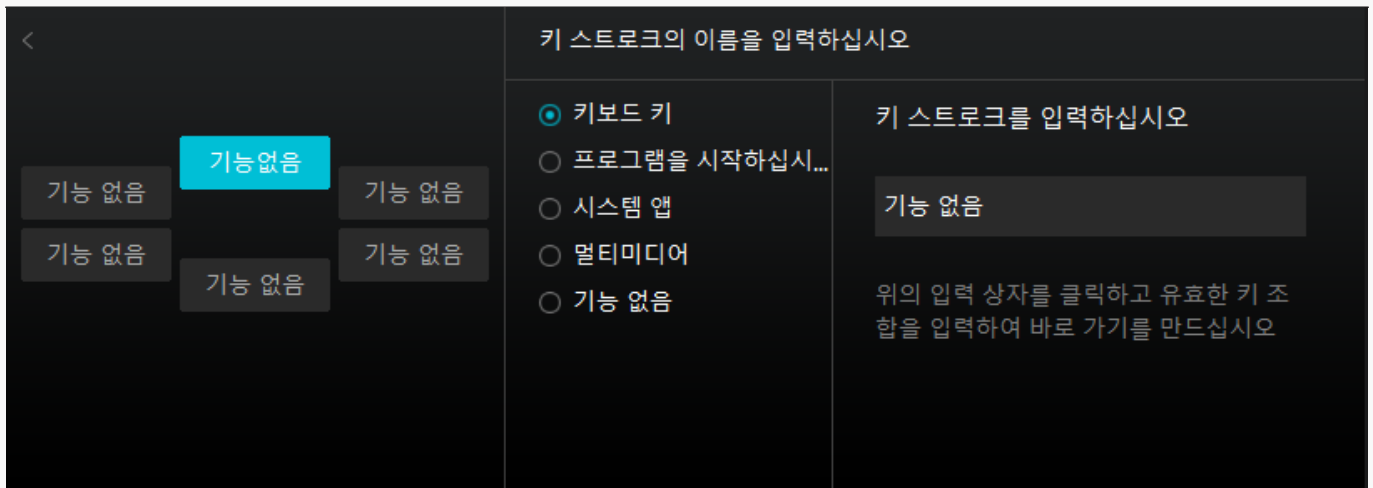 <
키 스트로크의 이름을 입력하십시오
기능없음
기능 없음
기능 없음
기능 없음
기능 없음
기능 없음
키보드 키
프로그램을 시작하십시...
시스템 앱
멀티미디어
기능 없음
키 스트로크를 입력하십시오
기능 없음
위의 입력 상자를 클릭하고 유효한 키 조
합을 입력하여 바로 가기를 만드십시오